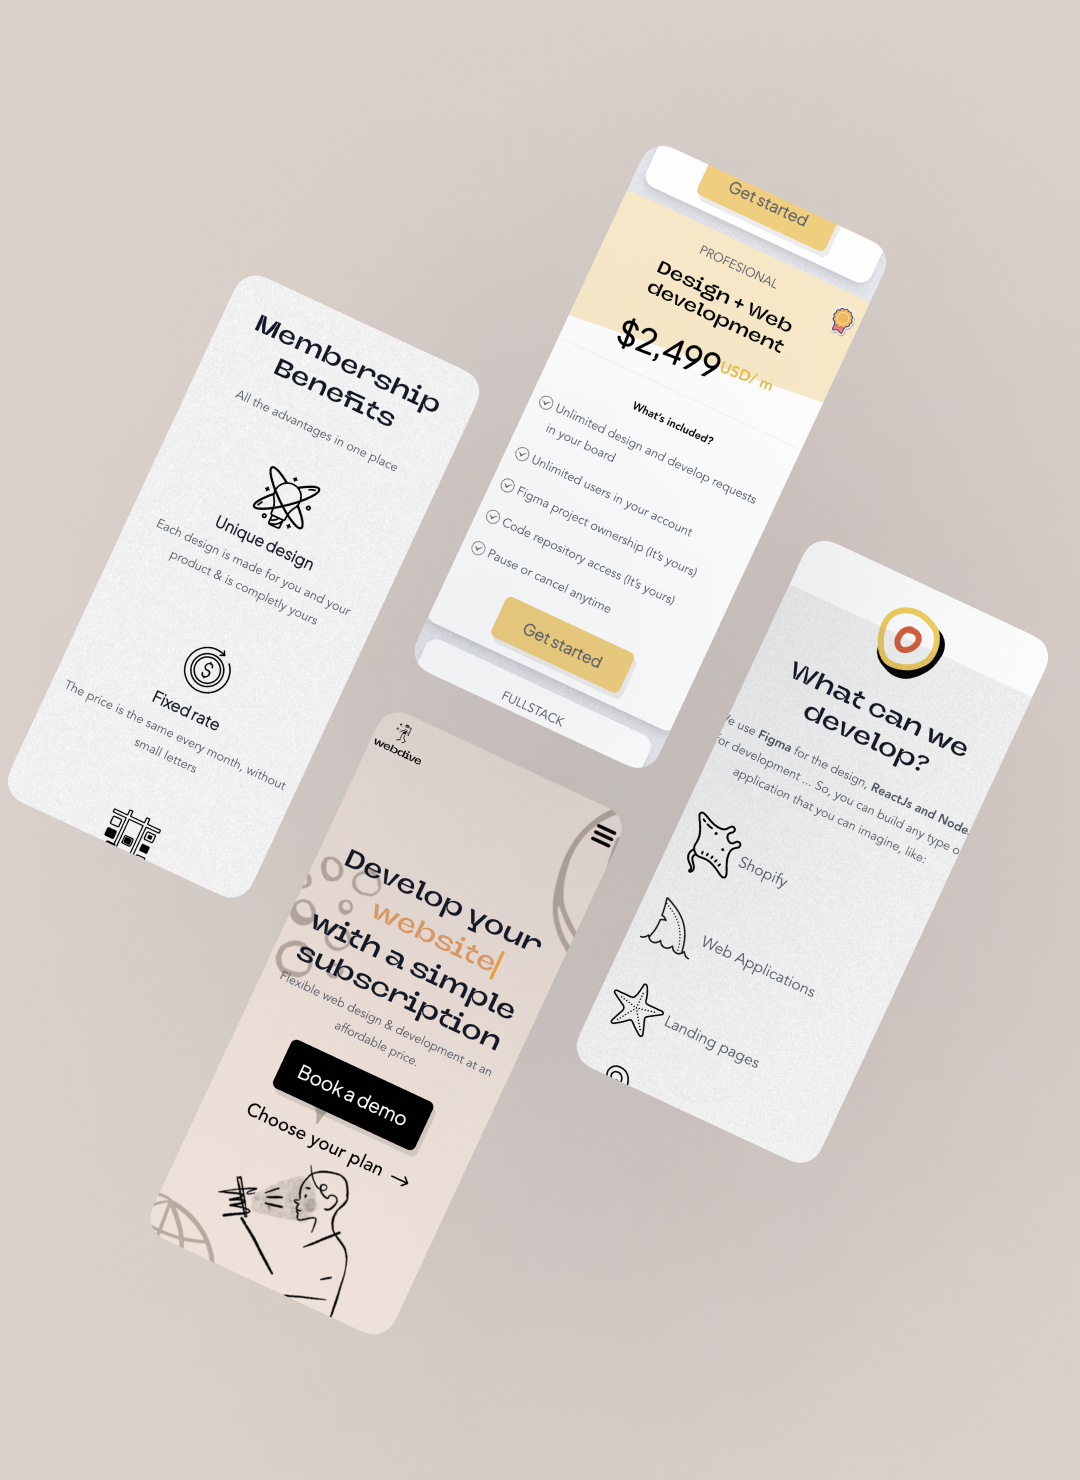 Membership
Benefits
All the advantages in one place
Unique design
Each design is made for you and your
product & is completly yours
Fixed rate
The price is the same every month, without
small letters
Get started
PROFESIONAL
Design + Web
development
$2,499 USD/ m
What's included?
Unlimited design and develop requests
in your board
Unlimited users in your account
Figma project ownership (It's yours)
Code repository access (It's yours)
Pause or cancel anytime
Get started
FULLSTACK
webctive
Develop your
website
with a simple
subscription
Flexible web design & development at an
affordable price.
Book a demo
Choose your plan →
What can we
develop?
use Figma for the design, ReactJs and Node.
for development ... So, you can build any type o
application that you can imagine, like:
Shopify
Web Applications
Landing pages